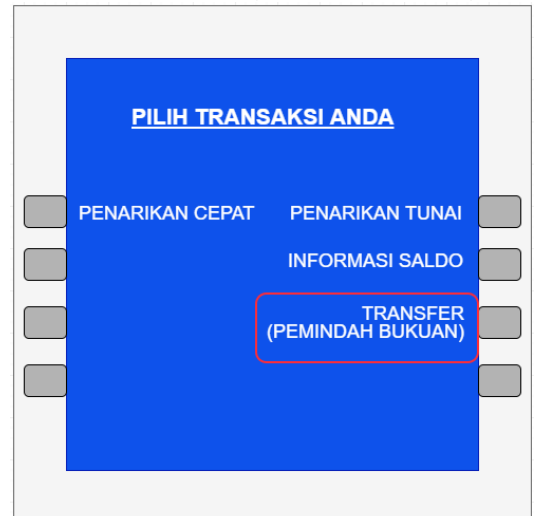 PILIH TRANSAKSI ANDA
PENARIKAN CEPAT
PENARIKAN TUNAI
INFORMASI SALDO
TRANSFER
(PEMINDAH BUKUAN)